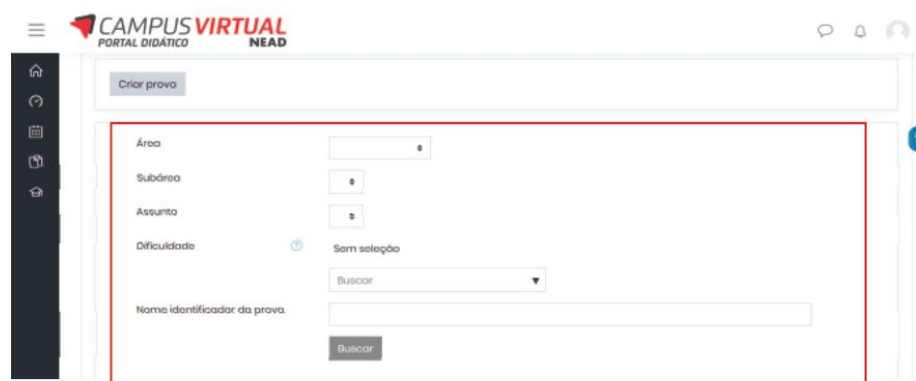 CAMPUS VIRTUAL
PORTAL DIDÁTICO NEAD
Criar prova
Área
Subárea
Assunto
Dificuldade
Sem seleção
Buscar
Nome identificador da prova
Buscar